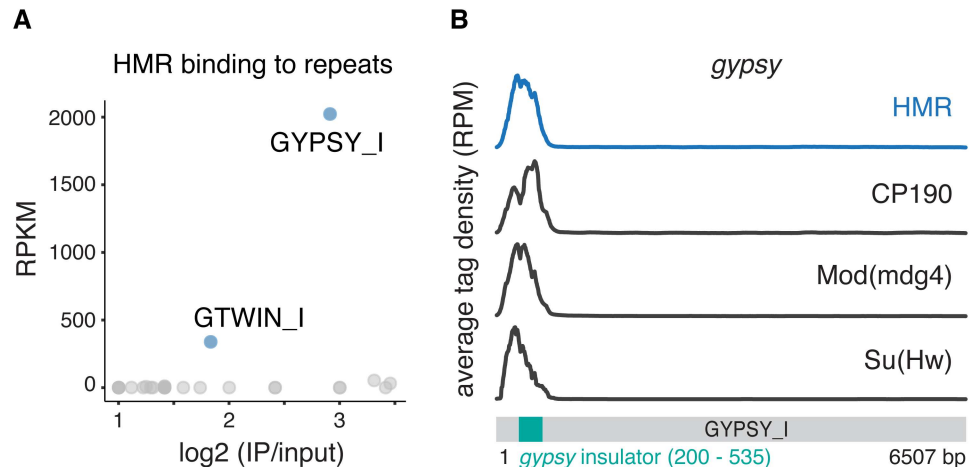 A
HMR binding to repeats
RPKM
2000
1500
1000
500
0
GYPSY_I
GTWIN_I
1
2
3
log2 (IP/input)
B
gypsy
average tag density (RPM)
HMR
CP190
Mod(mdg4)
Su(Hw)
GYPSY_I
1 gypsy insulator (200 - 535) 6507 bp